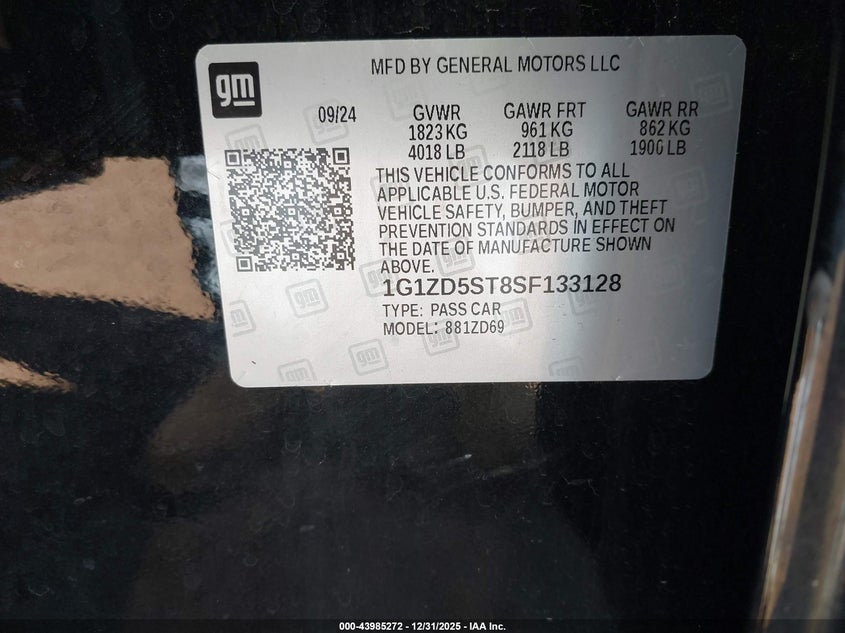 gm
MFD BY GENERAL MOTORS LLC
09/24 GVWR GAWR FRT GAWR RR
1823 KG 961 KG 862 KG
4018 LB 2118 LB 1900 LB
THIS VEHICLE CONFORMS TO ALL
APPLICABLE U.S. FEDERAL MOTOR
VEHICLE SAFETY, BUMPER, AND THEFT
PREVENTION STANDARDS IN EFFECT ON
THE DATE OF MANUFACTURE SHOWN
ABOVE.
1G1ZD5ST8SF133128
TYPE: PASS CAR
MODEL: 881ZD69
000-43985272 - 12/31/2025 - IAA Inc.